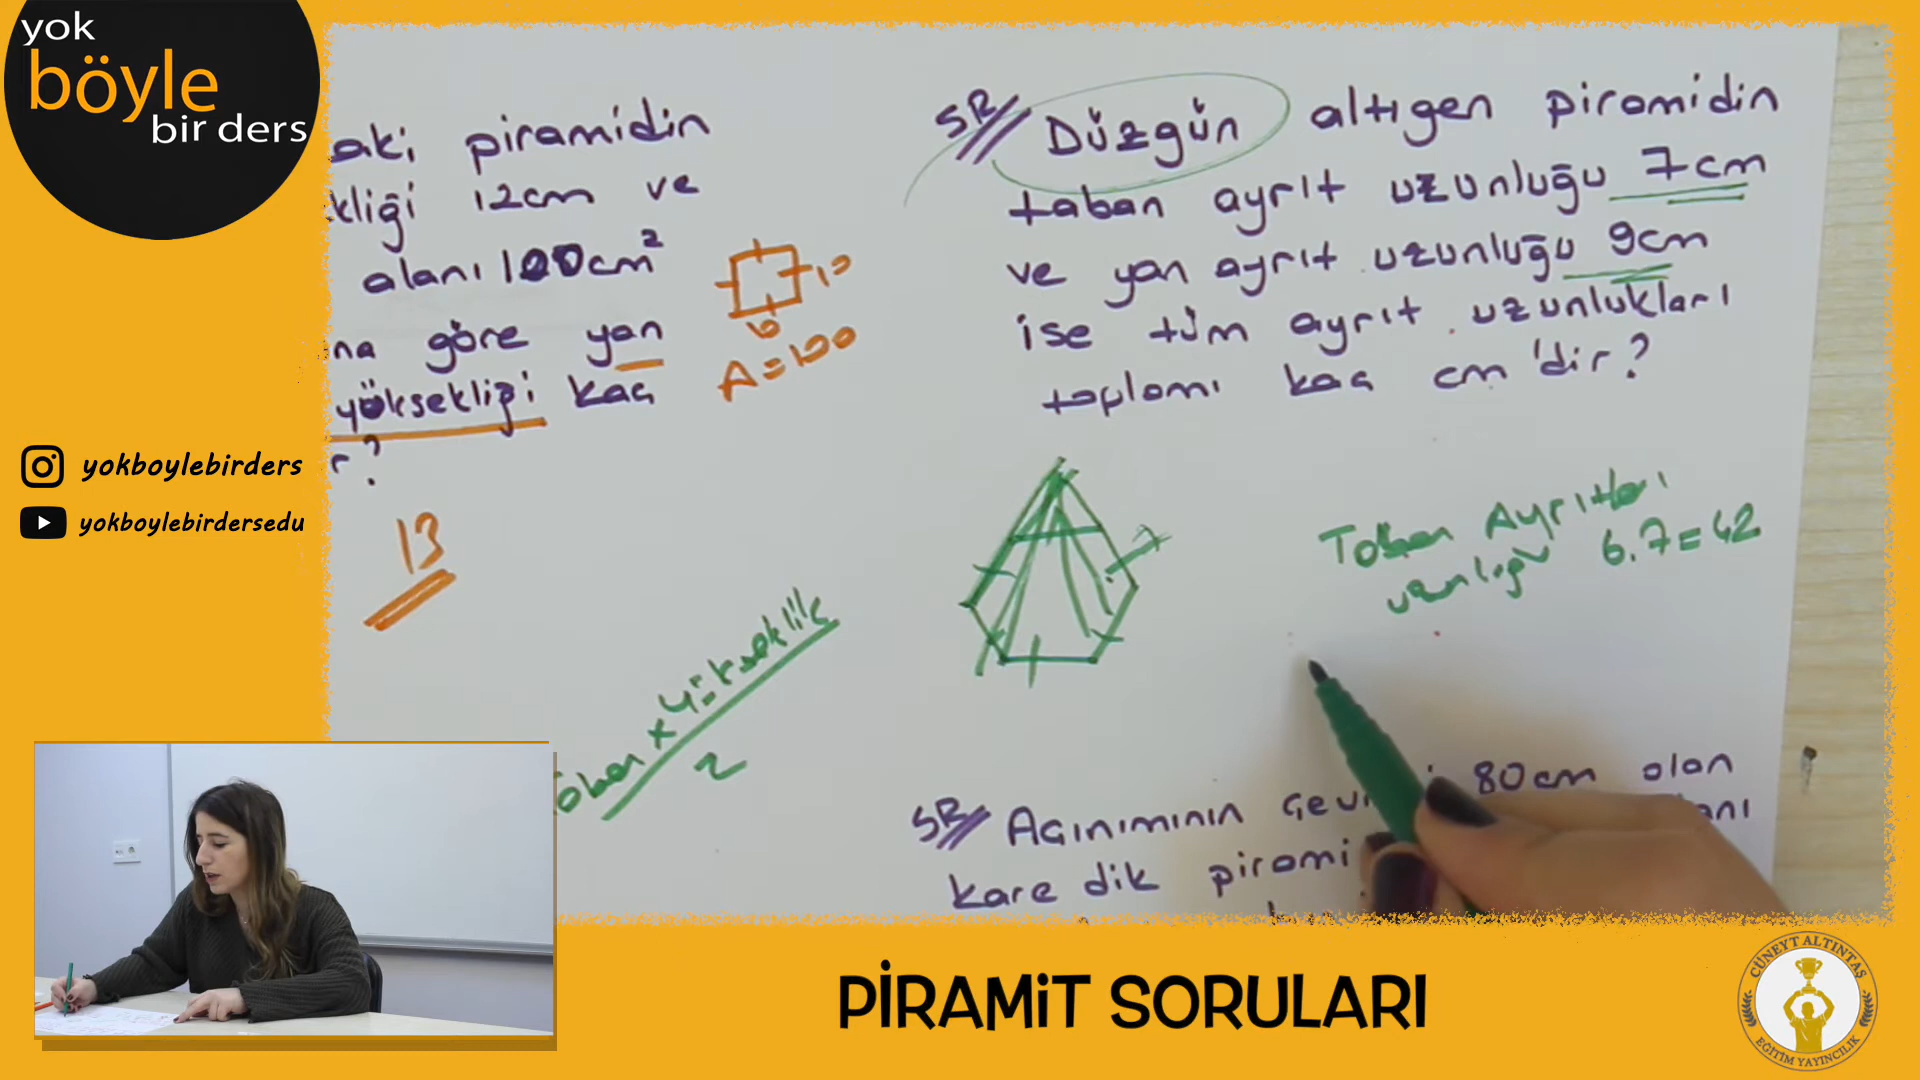 yok
böyle
bir ders
yokboylebirders
yokboylebirdersedu
aki piramidin
kliği 12cm ve
alanı 100cm²
na göre yan
yüksekliği kaç
r?
10
10
A=100
13
taban x yükseklik
2
SR// Düzgün altıgen piramidin
taban ayrıt uzunluğu 7cm
ve yan ayrıt uzunluğu 9cm
ise tüm ayrıt uzunlukları
toplamı kaç cm'dir?
7
Taban Ayrıtları
uzunluğu 6.7=42
SR// Açınımının çevr 80cm olan
kare dik pirami anı
PİRAMİT SORULARI
CÜNEYT ALTINTAŞ
EĞİTİM YAYINCILIK